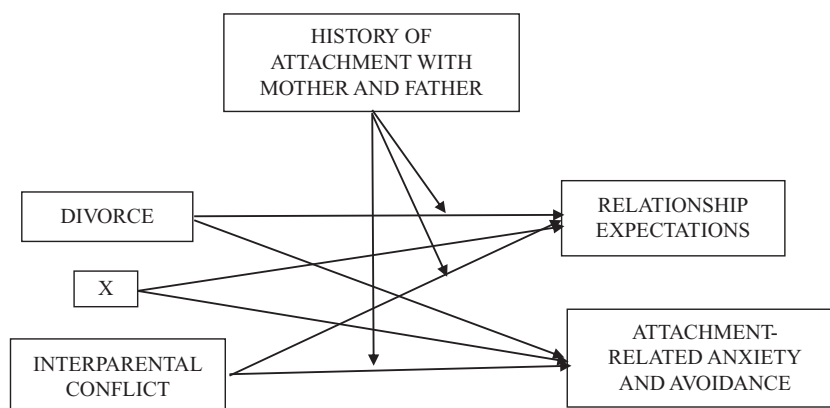 HISTORY OF
ATTACHMENT WITH
MOTHER AND FATHER
DIVORCE
RELATIONSHIP
EXPECTATIONS
X
INTERPARENTAL
CONFLICT
ATTACHMENT-
RELATED ANXIETY
AND AVOIDANCE